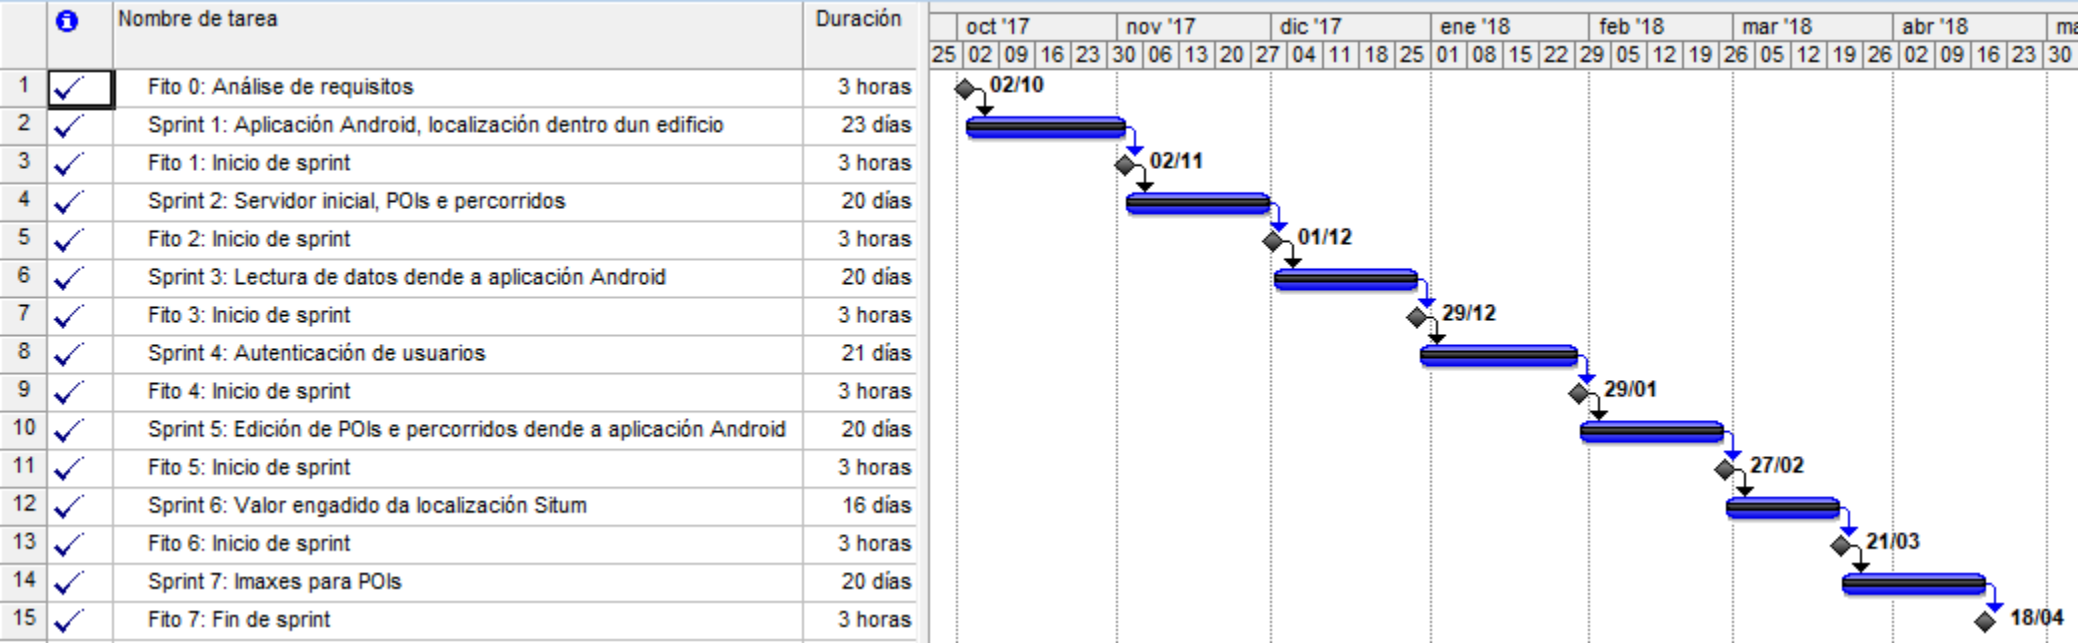 Nombre de tarea Duración
oct '17 nov '17 dic '17 ene '18 feb '18 mar '18 abr '18 ma
25 02 09 16 23 30 06 13 20 27 04 11 18 25 01 08 15 22 29 05 12 19 26 05 12 19 26 02 09 16 23 30
1 Fito 0: Análise de requisitos 3 horas 02/10
2 Sprint 1: Aplicación Android, localización dentro dun edificio 23 días
3 Fito 1: Inicio de sprint 3 horas 02/11
4 Sprint 2: Servidor inicial, POIs e percorridos 20 días
5 Fito 2: Inicio de sprint 3 horas 01/12
6 Sprint 3: Lectura de datos dende a aplicación Android 20 días
7 Fito 3: Inicio de sprint 3 horas 29/12
8 Sprint 4: Autenticación de usuarios 21 días
9 Fito 4: Inicio de sprint 3 horas 29/01
10 Sprint 5: Edición de POIs e percorridos dende a aplicación Android 20 días
11 Fito 5: Inicio de sprint 3 horas 27/02
12 Sprint 6: Valor engadido da localización Situm 16 días
13 Fito 6: Inicio de sprint 3 horas 21/03
14 Sprint 7: Imaxes para POIs 20 días
15 Fito 7: Fin de sprint 3 horas 18/04